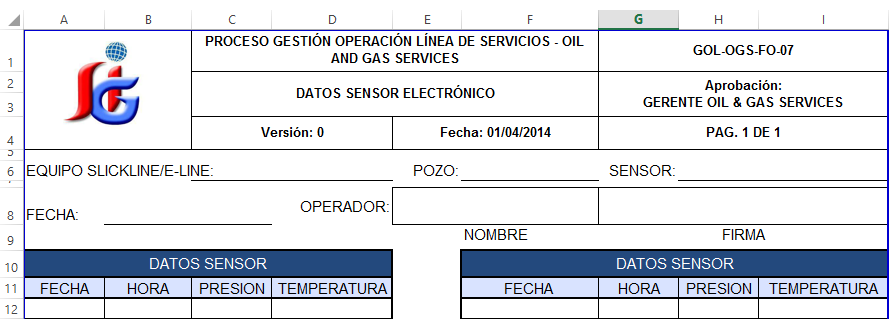 A B C D E F G H I
1 PROCESO GESTIÓN OPERACIÓN LÍNEA DE SERVICIOS - OIL
AND GAS SERVICES
GOL-OGS-FO-07
2
3 DATOS SENSOR ELECTRÓNICO
Aprobación:
GERENTE OIL & GAS SERVICES
4 Versión: 0 Fecha: 01/04/2014 PAG. 1 DE 1
5
6 EQUIPO SLICKLINE/E-LINE: POZO: SENSOR:
8 FECHA: OPERADOR:
9 NOMBRE FIRMA
10 DATOS SENSOR DATOS SENSOR
11 FECHA HORA PRESION TEMPERATURA FECHA HORA PRESION TEMPERATURA
12